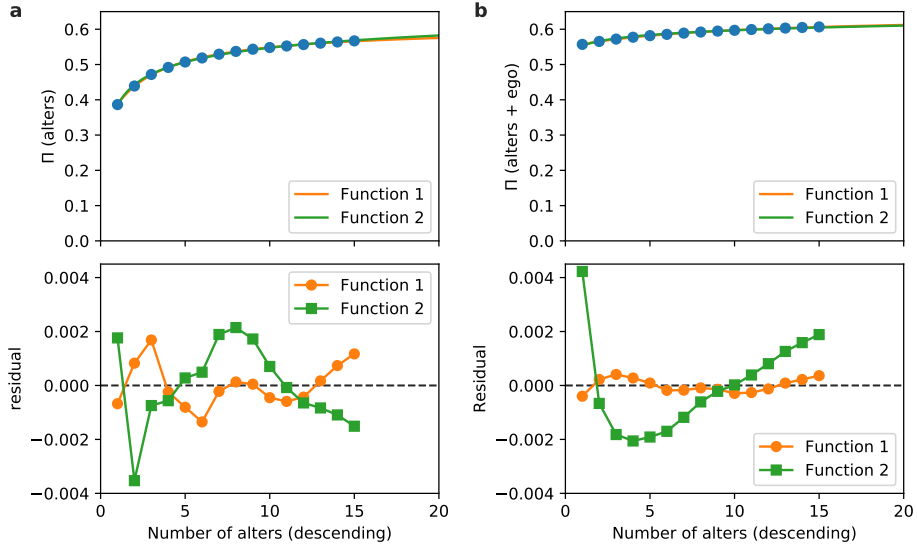 a
0.6
0.5
0.4
0.3
0.2
0.1
0.0
Π (alters)
Function 1
Function 2
b
0.6
0.5
0.4
0.3
0.2
0.1
0.0
Π (alters + ego)
Function 1
Function 2
0.004
0.002
0.000
−0.002
−0.004
residual
Function 1
Function 2
0 5 10 15 20
Number of alters (descending)
0.004
0.002
0.000
−0.002
−0.004
Residual
Function 1
Function 2
0 5 10 15 20
Number of alters (descending)